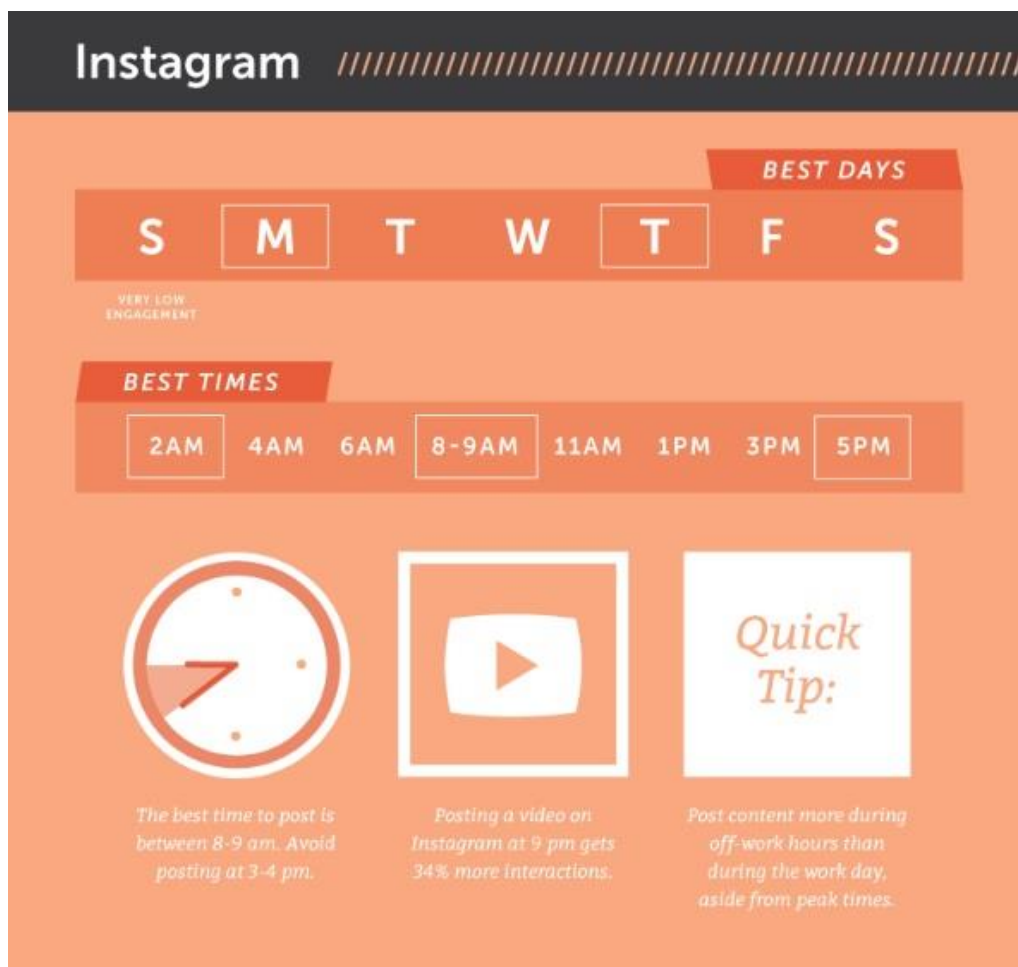 Instagram
BEST DAYS
S M T W T F S
VERY LOW
ENGAGEMENT
BEST TIMES
2AM 4AM 6AM 8-9AM 11AM 1PM 3PM 5PM
Quick
Tip:
The best time to post is
between 8-9 am. Avoid
posting at 3-4 pm.
Posting a video on
Instagram at 9 pm gets
34% more interactions.
Post content more during
off-work hours than
during the work day,
aside from peak times.